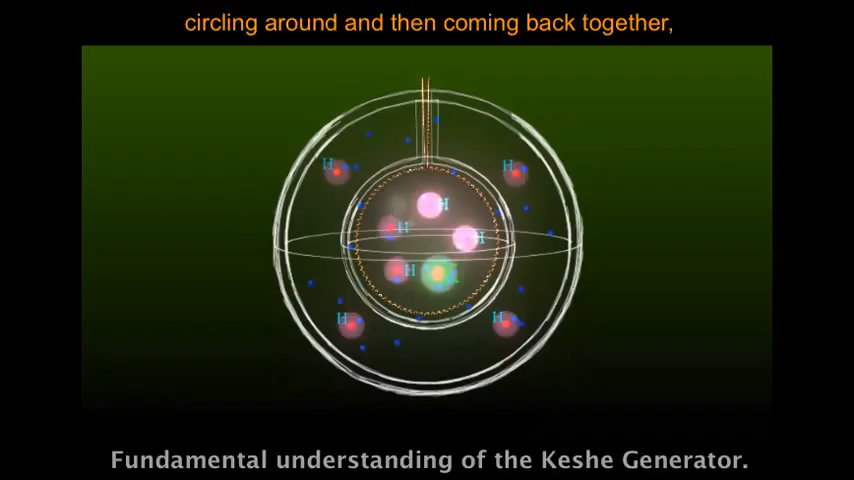 circling around and then coming back together,
H
H
H
H
H
H
H
H
Fundamental understanding of the Keshe Generator.